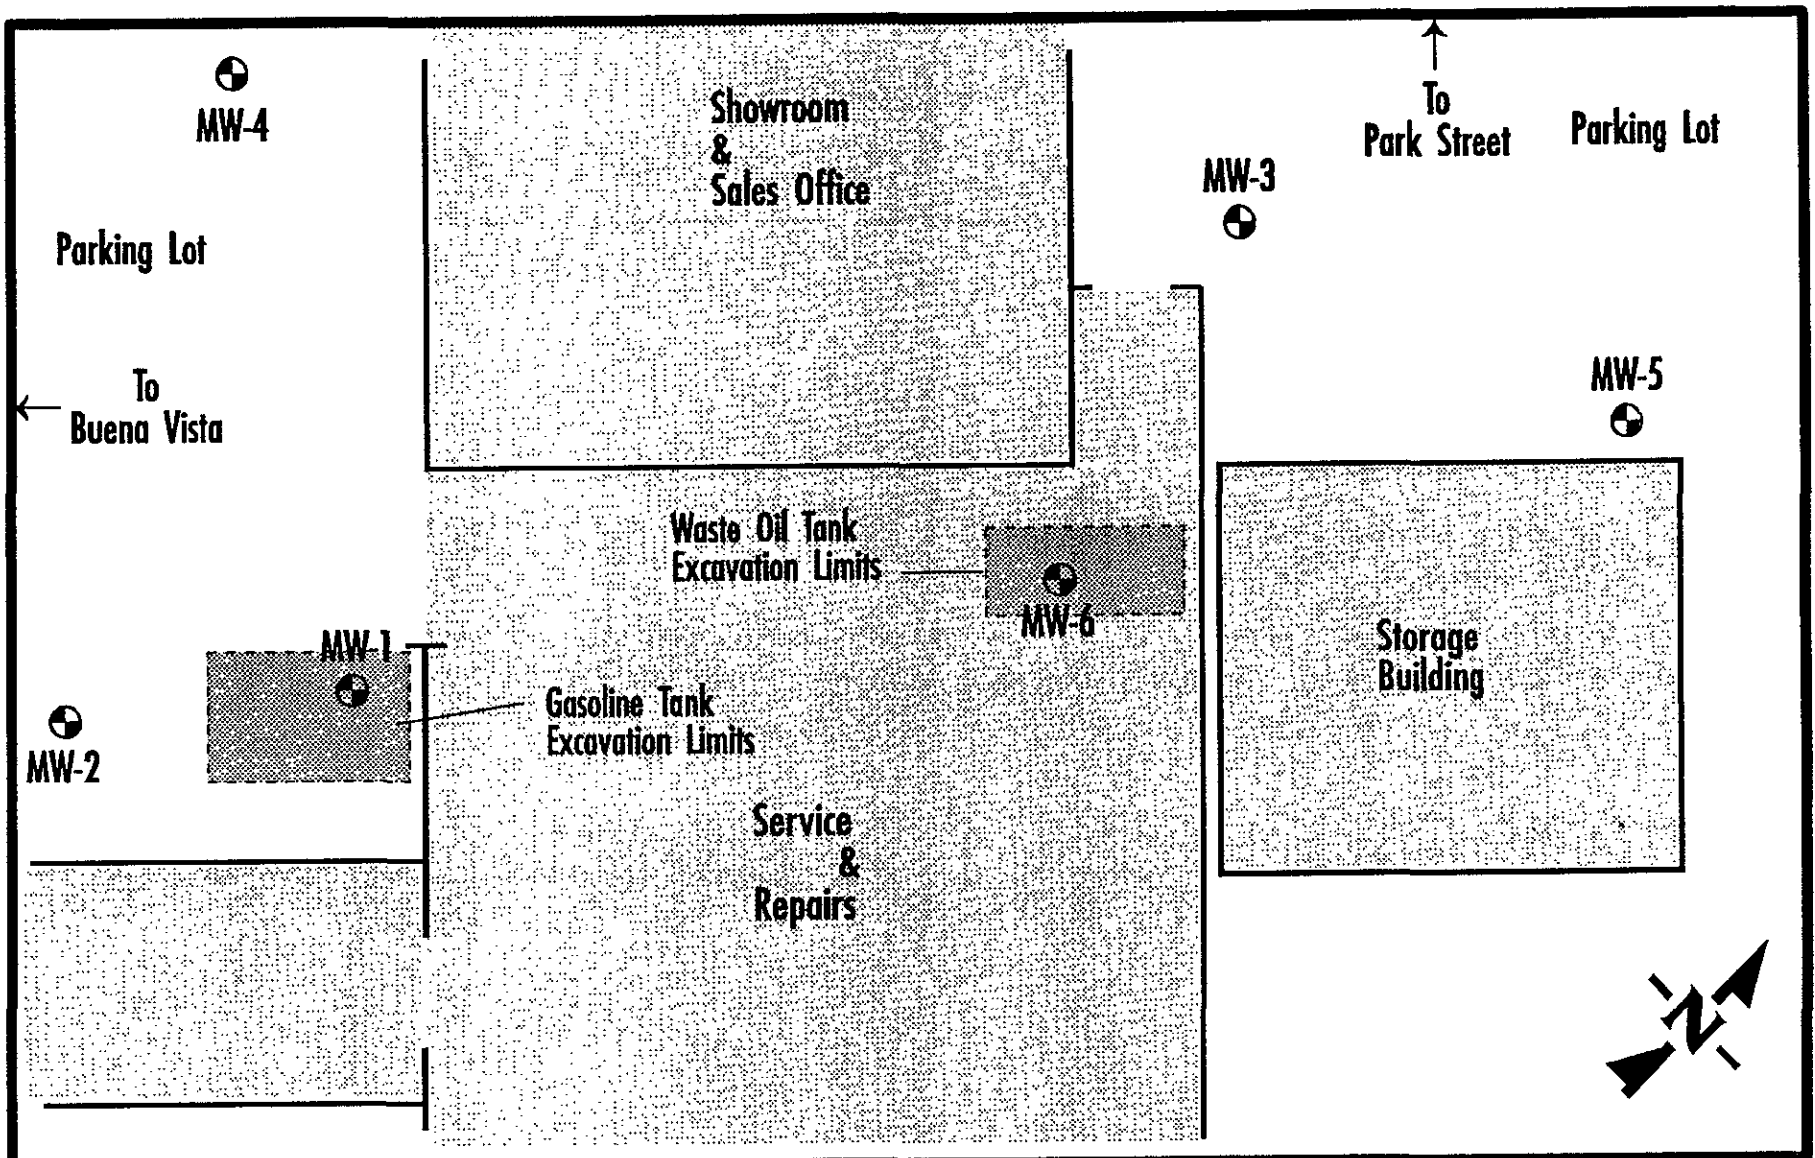 MW-4
Showroom
&
Sales Office
To
Park Street
Parking Lot
MW-3
Parking Lot
To
Buena Vista
MW-5
Waste Oil Tank
Excavation Limits
MW-6
Storage
Building
MW-1
MW-2
Gasoline Tank
Excavation Limits
Service
&
Repairs
N